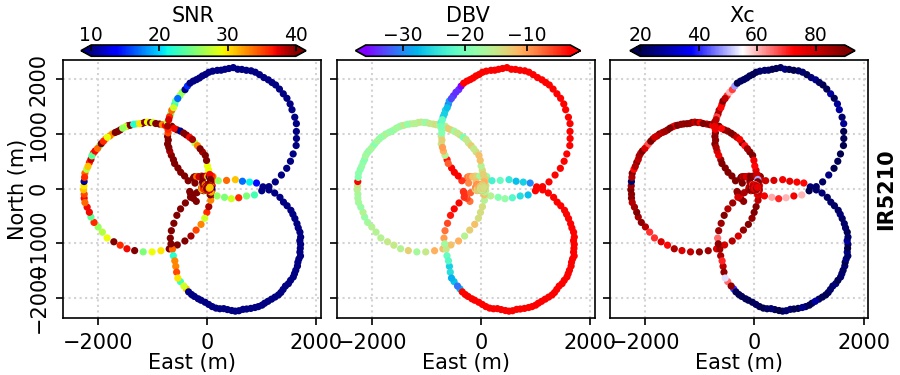 SNR DBV Xc
10 20 30 40 −30 −20 −10 20 40 60 80
2000
1000
0
−1000
−2000
North (m)
−2000 0 2000 −2000 0 2000 −2000 0 2000
East (m) East (m) East (m)
IR5210